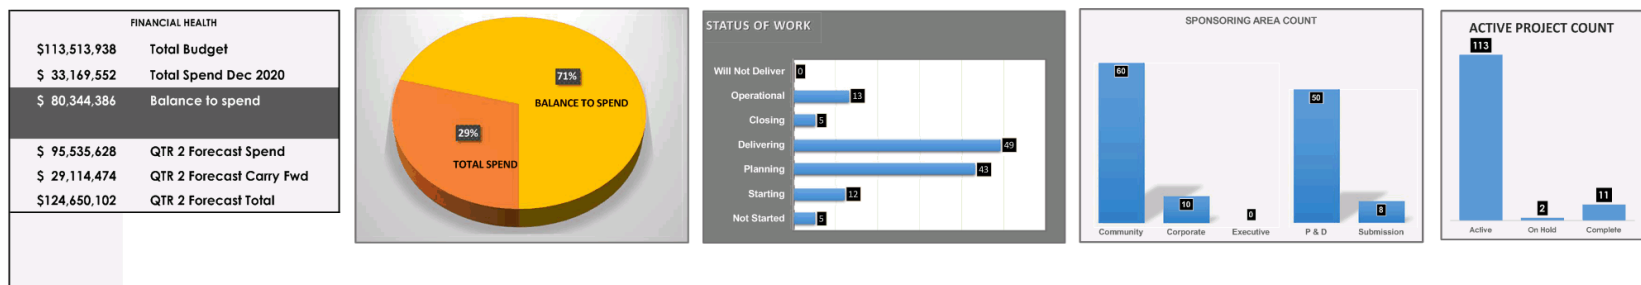 FINANCIAL HEALTH
$113,513,938 Total Budget
$ 33,169,552 Total Spend Dec 2020
$ 80,344,386 Balance to spend
$ 95,535,628 QTR 2 Forecast Spend
$ 29,114,474 QTR 2 Forecast Carry Fwd
$124,650,102 QTR 2 Forecast Total
71%
BALANCE TO SPEND
29%
TOTAL SPEND
STATUS OF WORK
Will Not Deliver 0
Operational 13
Closing 5
Delivering 49
Planning 43
Starting 12
Not Started 5
SPONSORING AREA COUNT
60 10 0 50 8
Community Corporate Executive P & D Submission
ACTIVE PROJECT COUNT
113 2 11
Active On Hold Complete